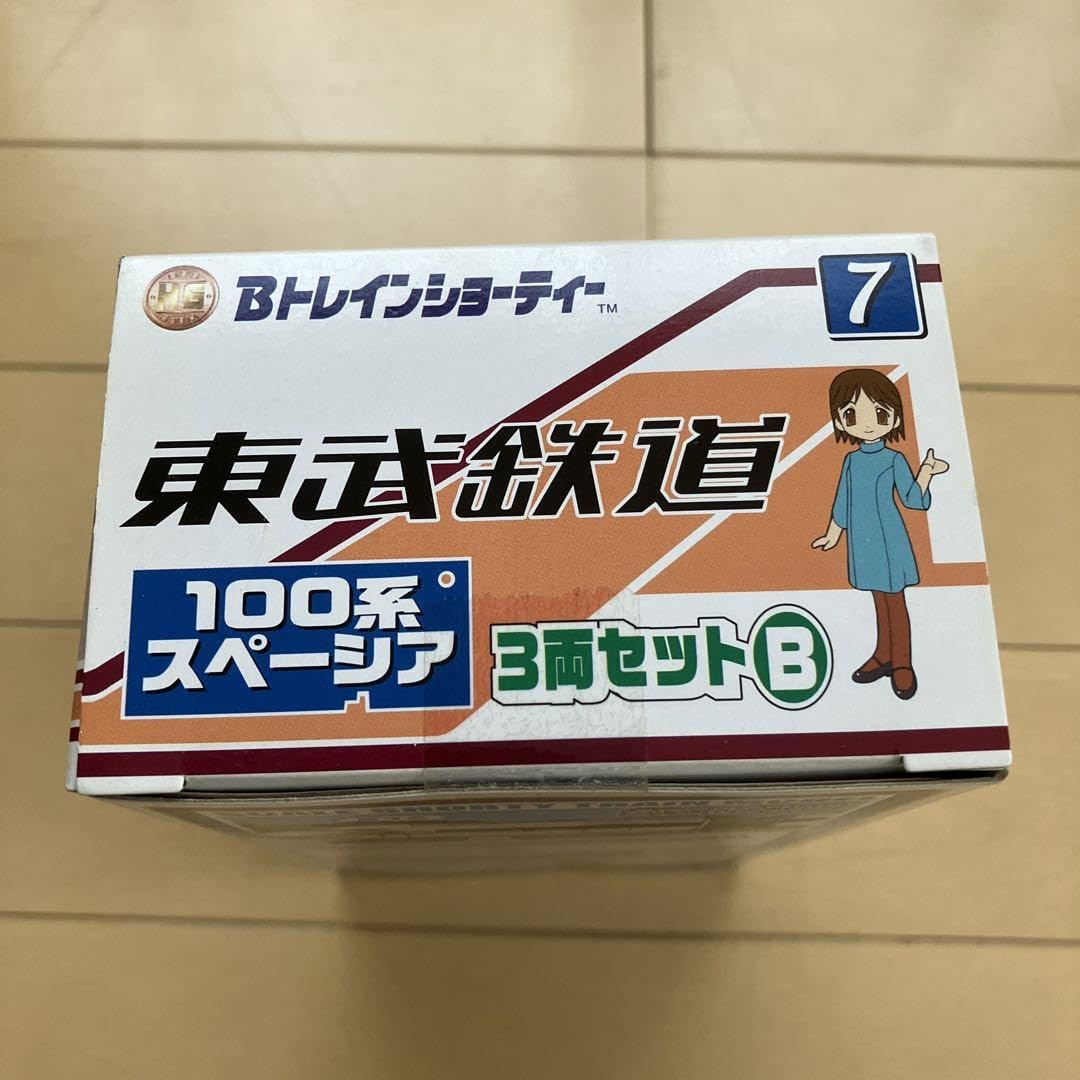 HG
Bトレインショーティー™
7
東武鉄道
100系
スペーシア
3両セットB